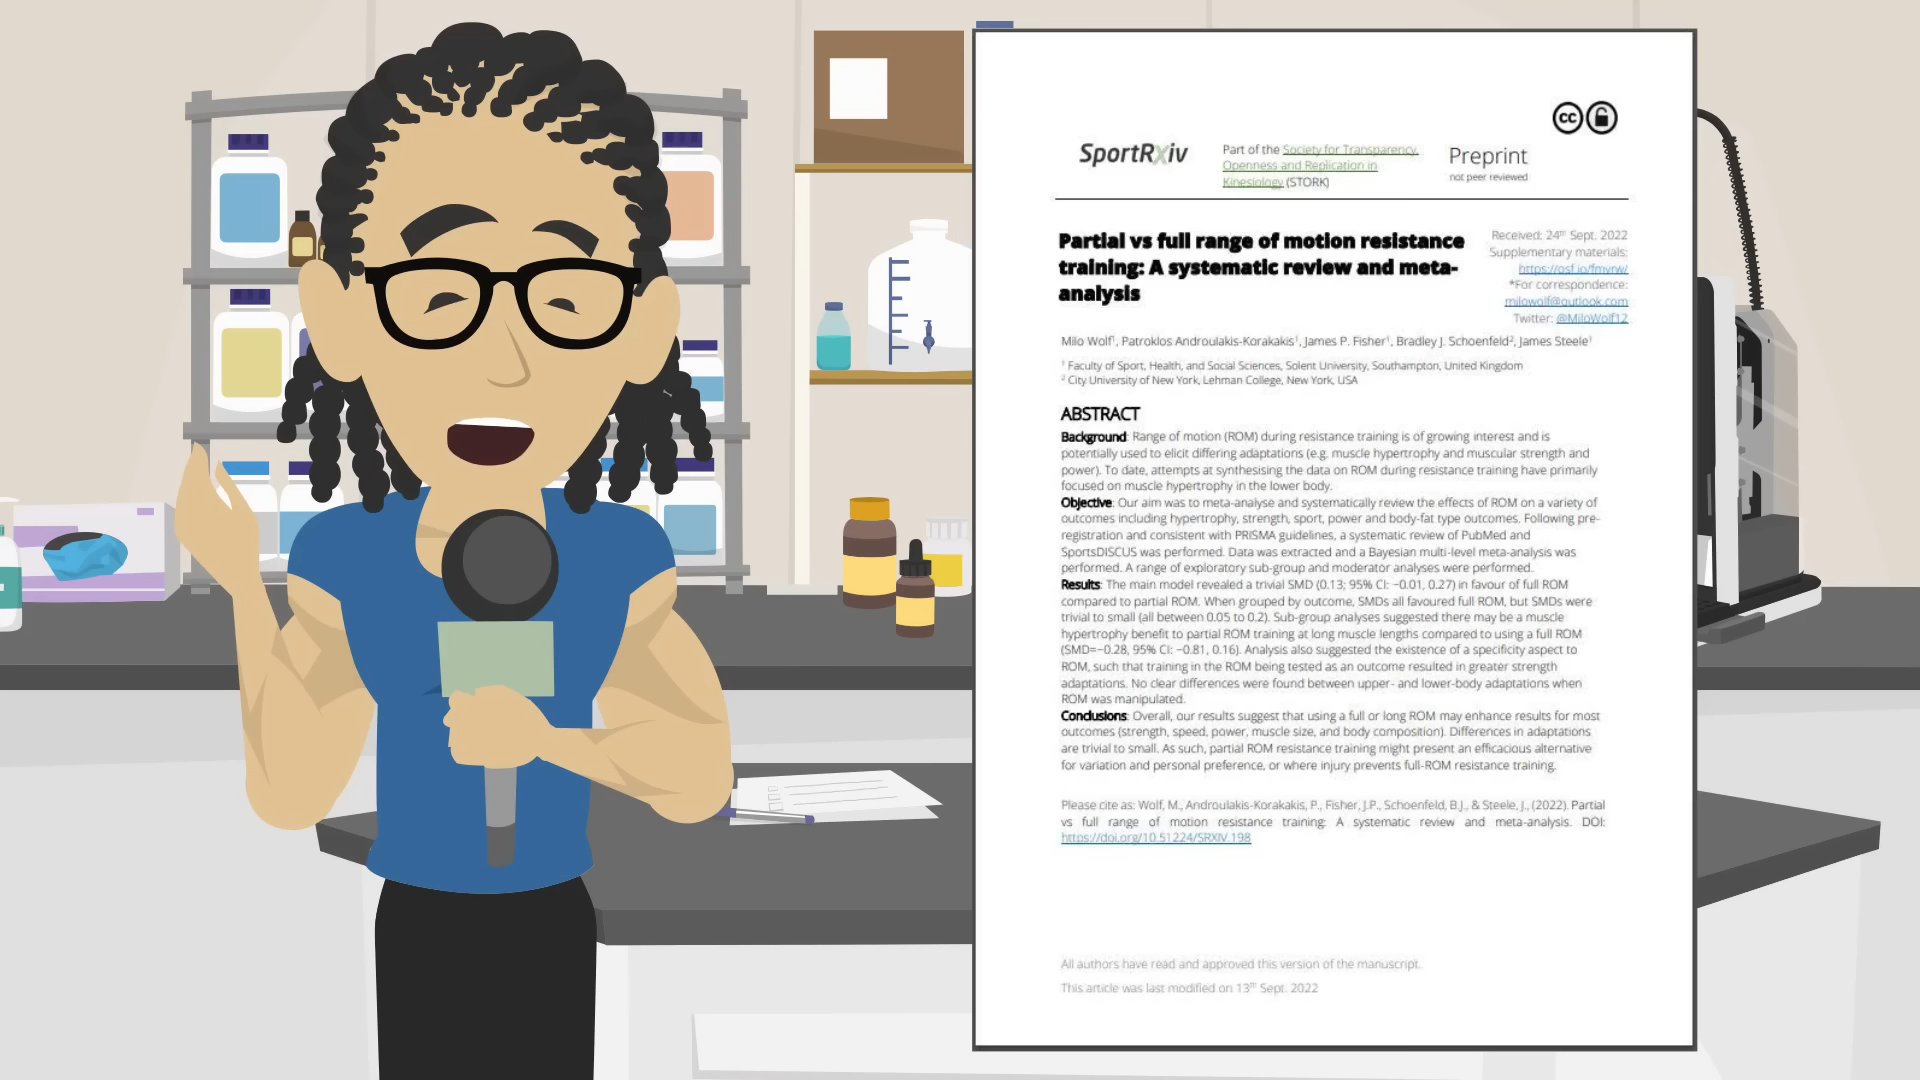 cc
SportRχiv
Part of the Society for Transparency,
Openness and Replication in
Kinesiology (STORK)
Preprint
not peer reviewed
Partial vs full range of motion resistance
training: A systematic review and meta-
analysis
Received: 24th Sept. 2022
Supplementary materials:
https://osf.io/fmvrw/
*For correspondence:
milowolf@outlook.com
Twitter: @MiloWolf12
Milo Wolf¹, Patroklos Androulakis-Korakakis¹, James P. Fisher¹, Bradley J. Schoenfeld², James Steele¹
¹ Faculty of Sport, Health, and Social Sciences, Solent University, Southampton, United Kingdom
² City University of New York, Lehman College, New York, USA
ABSTRACT
Background: Range of motion (ROM) during resistance training is of growing interest and is
potentially used to elicit differing adaptations (e.g. muscle hypertrophy and muscular strength and
power). To date, attempts at synthesising the data on ROM during resistance training have primarily
focused on muscle hypertrophy in the lower body.
Objective: Our aim was to meta-analyse and systematically review the effects of ROM on a variety of
outcomes including hypertrophy, strength, sport, power and body-fat type outcomes. Following pre-
registration and consistent with PRISMA guidelines, a systematic review of PubMed and
SportsDISCUS was performed. Data was extracted and a Bayesian multi-level meta-analysis was
performed. A range of exploratory sub-group and moderator analyses were performed.
Results: The main model revealed a trivial SMD (0.13; 95% CI: −0.01, 0.27) in favour of full ROM
compared to partial ROM. When grouped by outcome, SMDs all favoured full ROM, but SMDs were
trivial to small (all between 0.05 to 0.2). Sub-group analyses suggested there may be a muscle
hypertrophy benefit to partial ROM training at long muscle lengths compared to using a full ROM
(SMD=−0.28, 95% CI: −0.81, 0.16). Analysis also suggested the existence of a specificity aspect to
ROM, such that training in the ROM being tested as an outcome resulted in greater strength
adaptations. No clear differences were found between upper- and lower-body adaptations when
ROM was manipulated.
Conclusions: Overall, our results suggest that using a full or long ROM may enhance results for most
outcomes (strength, speed, power, muscle size, and body composition). Differences in adaptations
are trivial to small. As such, partial ROM resistance training might present an efficacious alternative
for variation and personal preference, or where injury prevents full-ROM resistance training.
Please cite as: Wolf, M., Androulakis-Korakakis, P., Fisher, J.P., Schoenfeld, B.J., & Steele, J., (2022). Partial
vs full range of motion resistance training: A systematic review and meta-analysis. DOI:
https://doi.org/10.51224/SRXIV.198
All authors have read and approved this version of the manuscript.
This article was last modified on 13th Sept. 2022